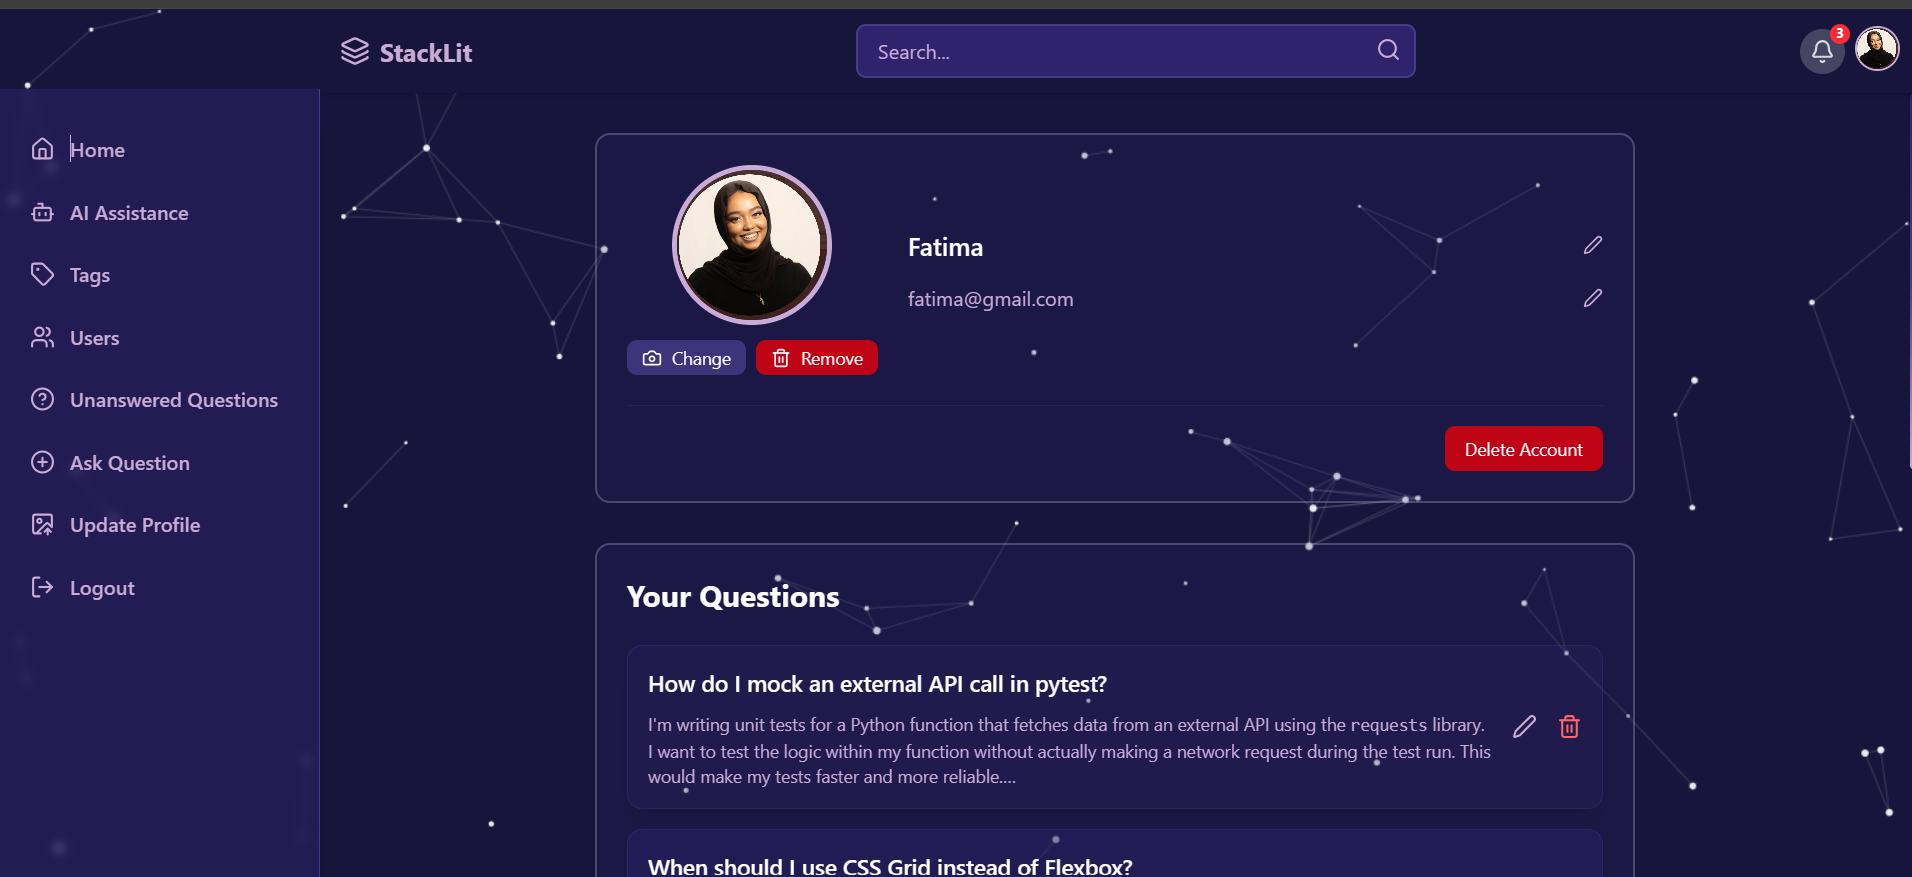 StackLit
Search...
3
Home
AI Assistance
Tags
Users
Unanswered Questions
Ask Question
Update Profile
Logout
Fatima
fatima@gmail.com
Change
Remove
Delete Account
Your Questions
How do I mock an external API call in pytest?
I'm writing unit tests for a Python function that fetches data from an external API using the requests library.
I want to test the logic within my function without actually making a network request during the test run. This
would make my tests faster and more reliable....
When should I use CSS Grid instead of Flexbox?